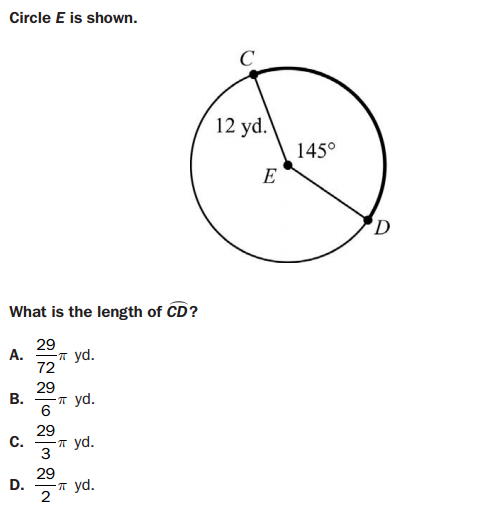 Circle E is shown.
C
12 yd.
145°
E
D
What is the length of C͡D?
A. 29/72 π yd.
B. 29/6 π yd.
C. 29/3 π yd.
D. 29/2 π yd.